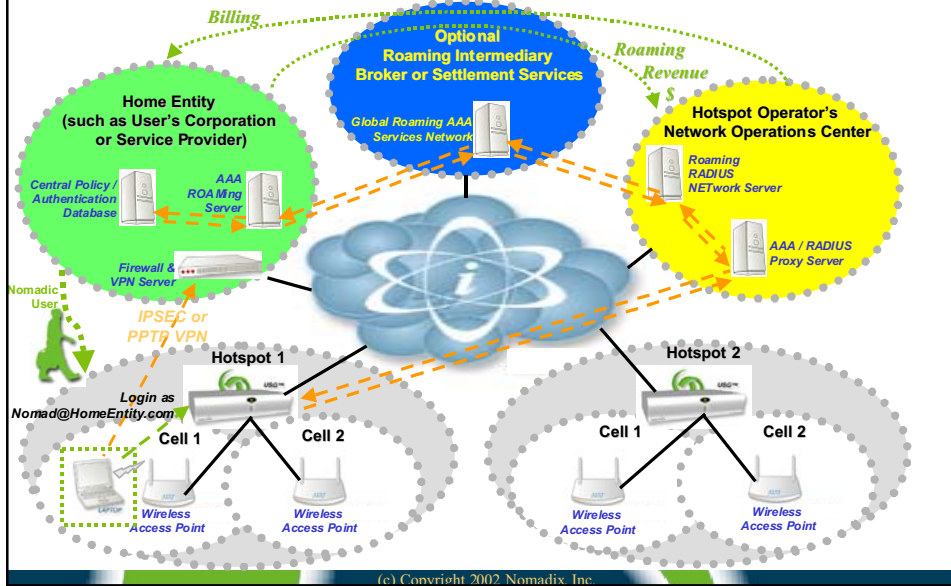 Billing
Optional
Roaming Intermediary
Broker or Settlement Services
Roaming
Revenue
$
Home Entity
(such as User's Corporation
or Service Provider)
Global Roaming AAA
Services Network
Hotspot Operator's
Network Operations Center
Central Policy /
Authentication
Database
AAA
ROAMing
Server
Roaming
RADIUS
NETwork Server
AAA / RADIUS
Proxy Server
Firewall &
VPN Server
Nomadic
User
IPSEC or
PPTP VPN
i
Hotspot 1
Hotspot 2
USG™
USG™
Login as
Nomad@HomeEntity.com
Cell 1
Cell 2
Cell 1
Cell 2
LAPTOP
Wireless
Access Point
Wireless
Access Point
Wireless
Access Point
Wireless
Access Point
(c) Copyright 2002 Nomadix, Inc.